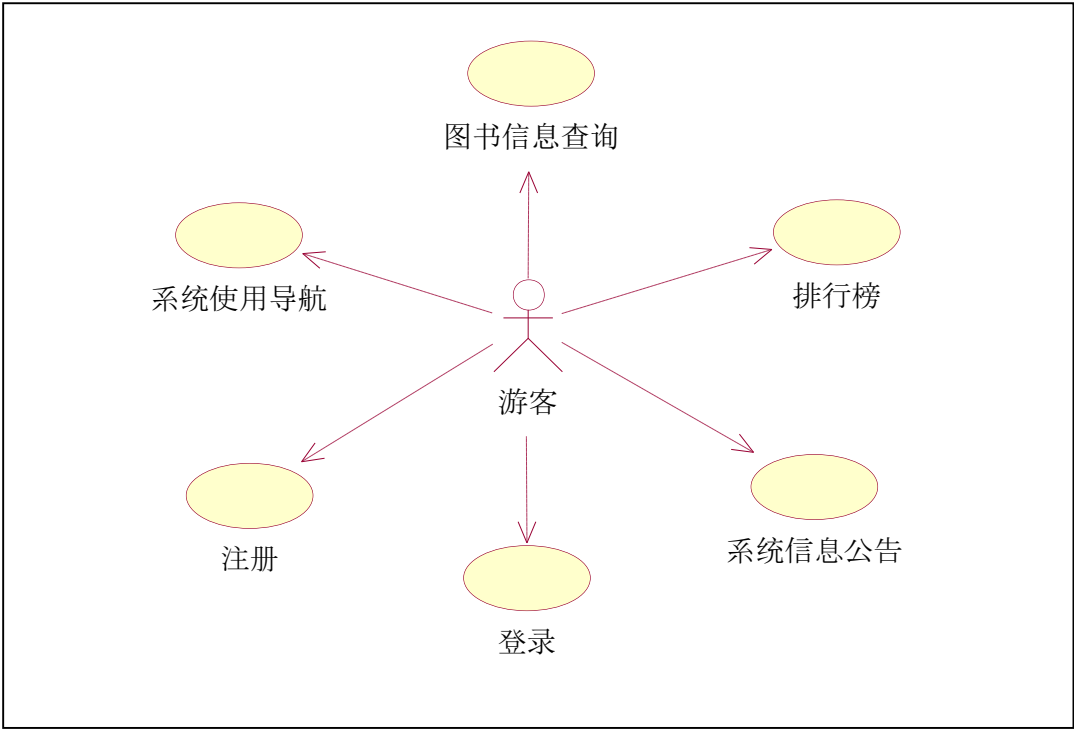 图书信息查询
系统使用导航
排行榜
游客
注册
系统信息公告
登录